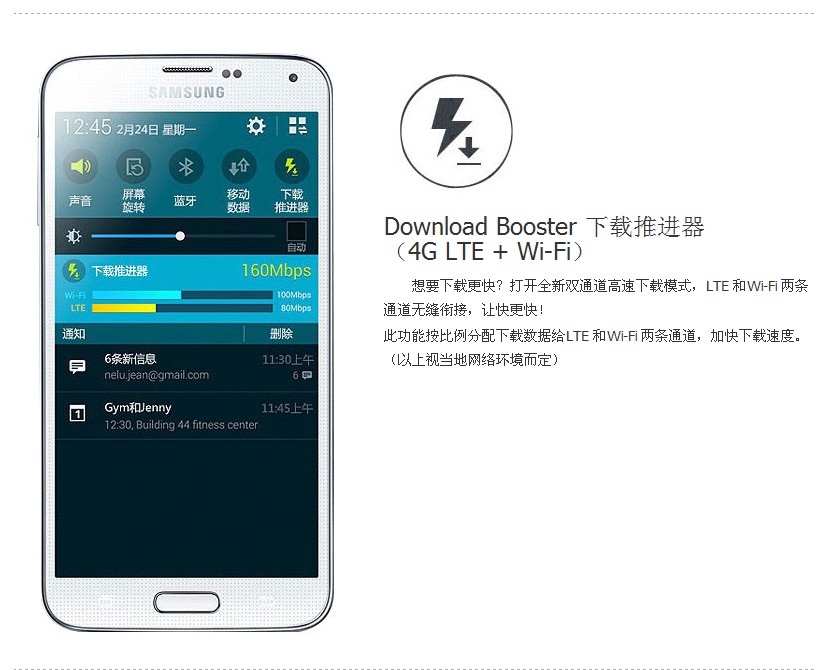 SAMSUNG
12:45 2月24日 星期一
声音
屏幕
旋转
蓝牙
移动
数据
下载
推进器
自动
下载推进器 160Mbps
Wi-Fi 100Mbps
LTE 80Mbps
通知 删除
6条新信息 11:30上午
nelu.jean@gmail.com 6
1
Gym和Jenny 11:45上午
12:30, Building 44 fitness center
Download Booster 下载推进器
（4G LTE + Wi-Fi）
想要下载更快？打开全新双通道高速下载模式，LTE 和Wi-Fi 两条
通道无缝衔接，让快更快！
此功能按比例分配下载数据给LTE 和Wi-Fi 两条通道，加快下载速度。
（以上视当地网络环境而定）